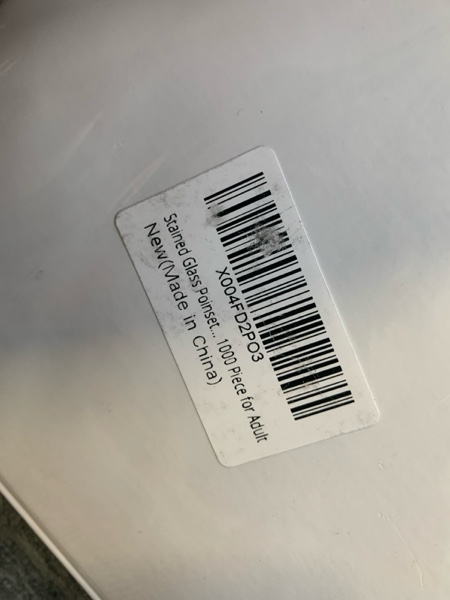 X004FD2PO3
Stained Glass Poinset... 1000 Piece for Adult
New(Made in China)